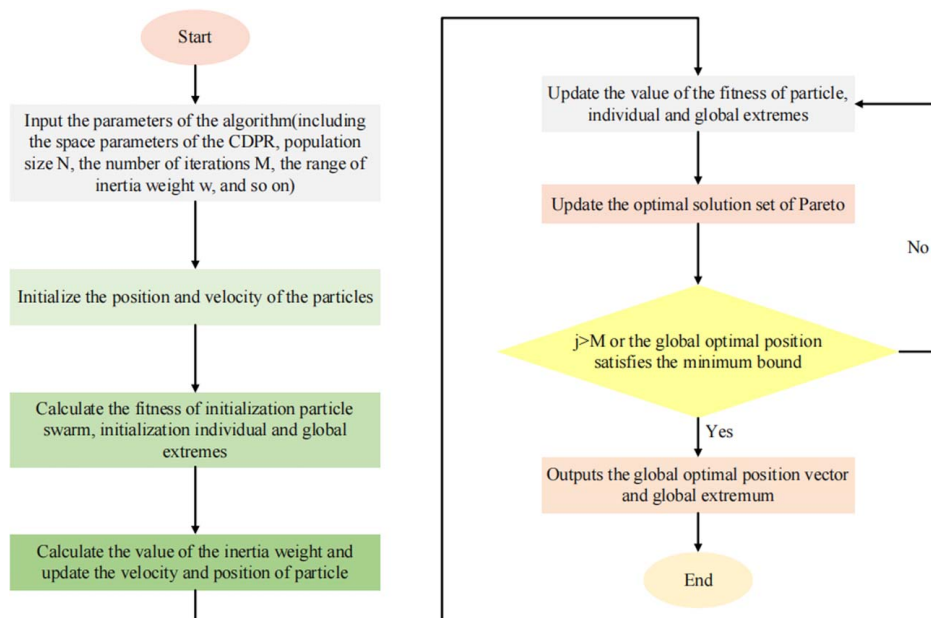 Start
Input the parameters of the algorithm(including
the space parameters of the CDPR, population
size N, the number of iterations M, the range of
inertia weight w, and so on)
Initialize the position and velocity of the particles
Calculate the fitness of initialization particle
swarm, initialization individual and global
extremes
Calculate the value of the inertia weight and
update the velocity and position of particle
Update the value of the fitness of particle,
individual and global extremes
Update the optimal solution set of Pareto
No
j>M or the global optimal position
satisfies the minimum bound
Yes
Outputs the global optimal position vector
and global extremum
End